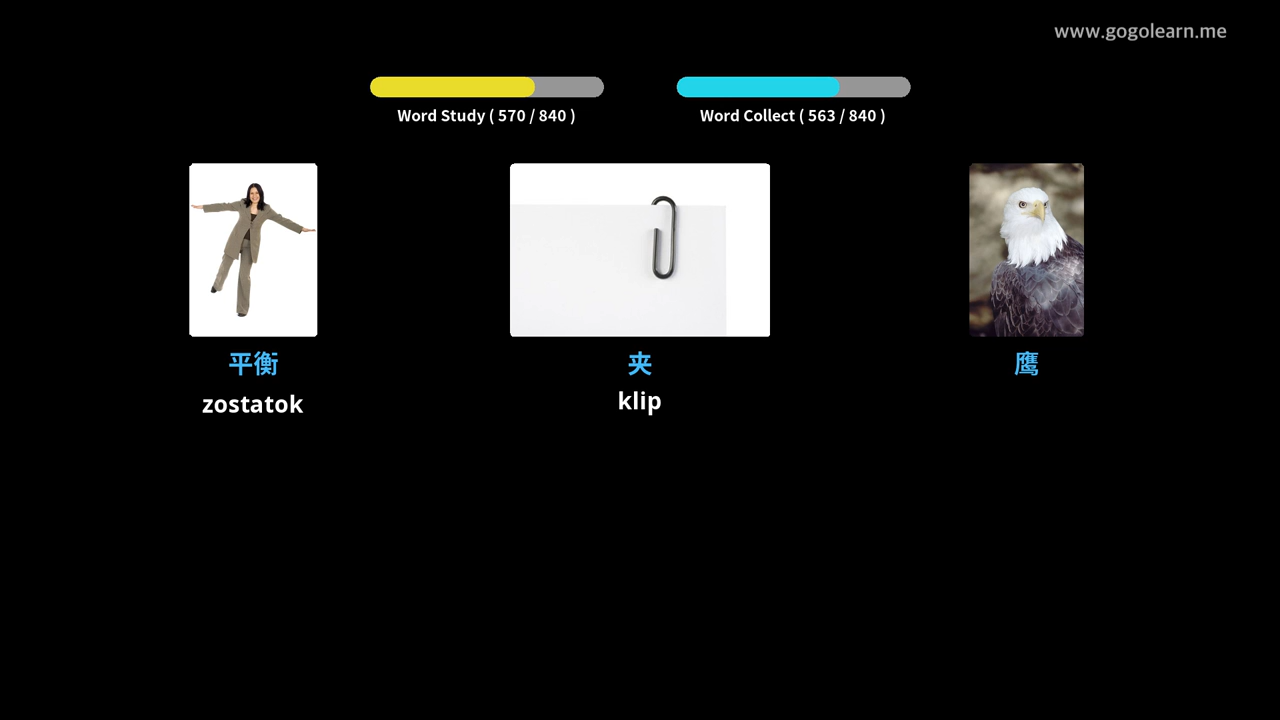 www.gogolearn.me
Word Study ( 570 / 840 )
Word Collect ( 563 / 840 )
平衡
夹
鹰
zostatok
klip